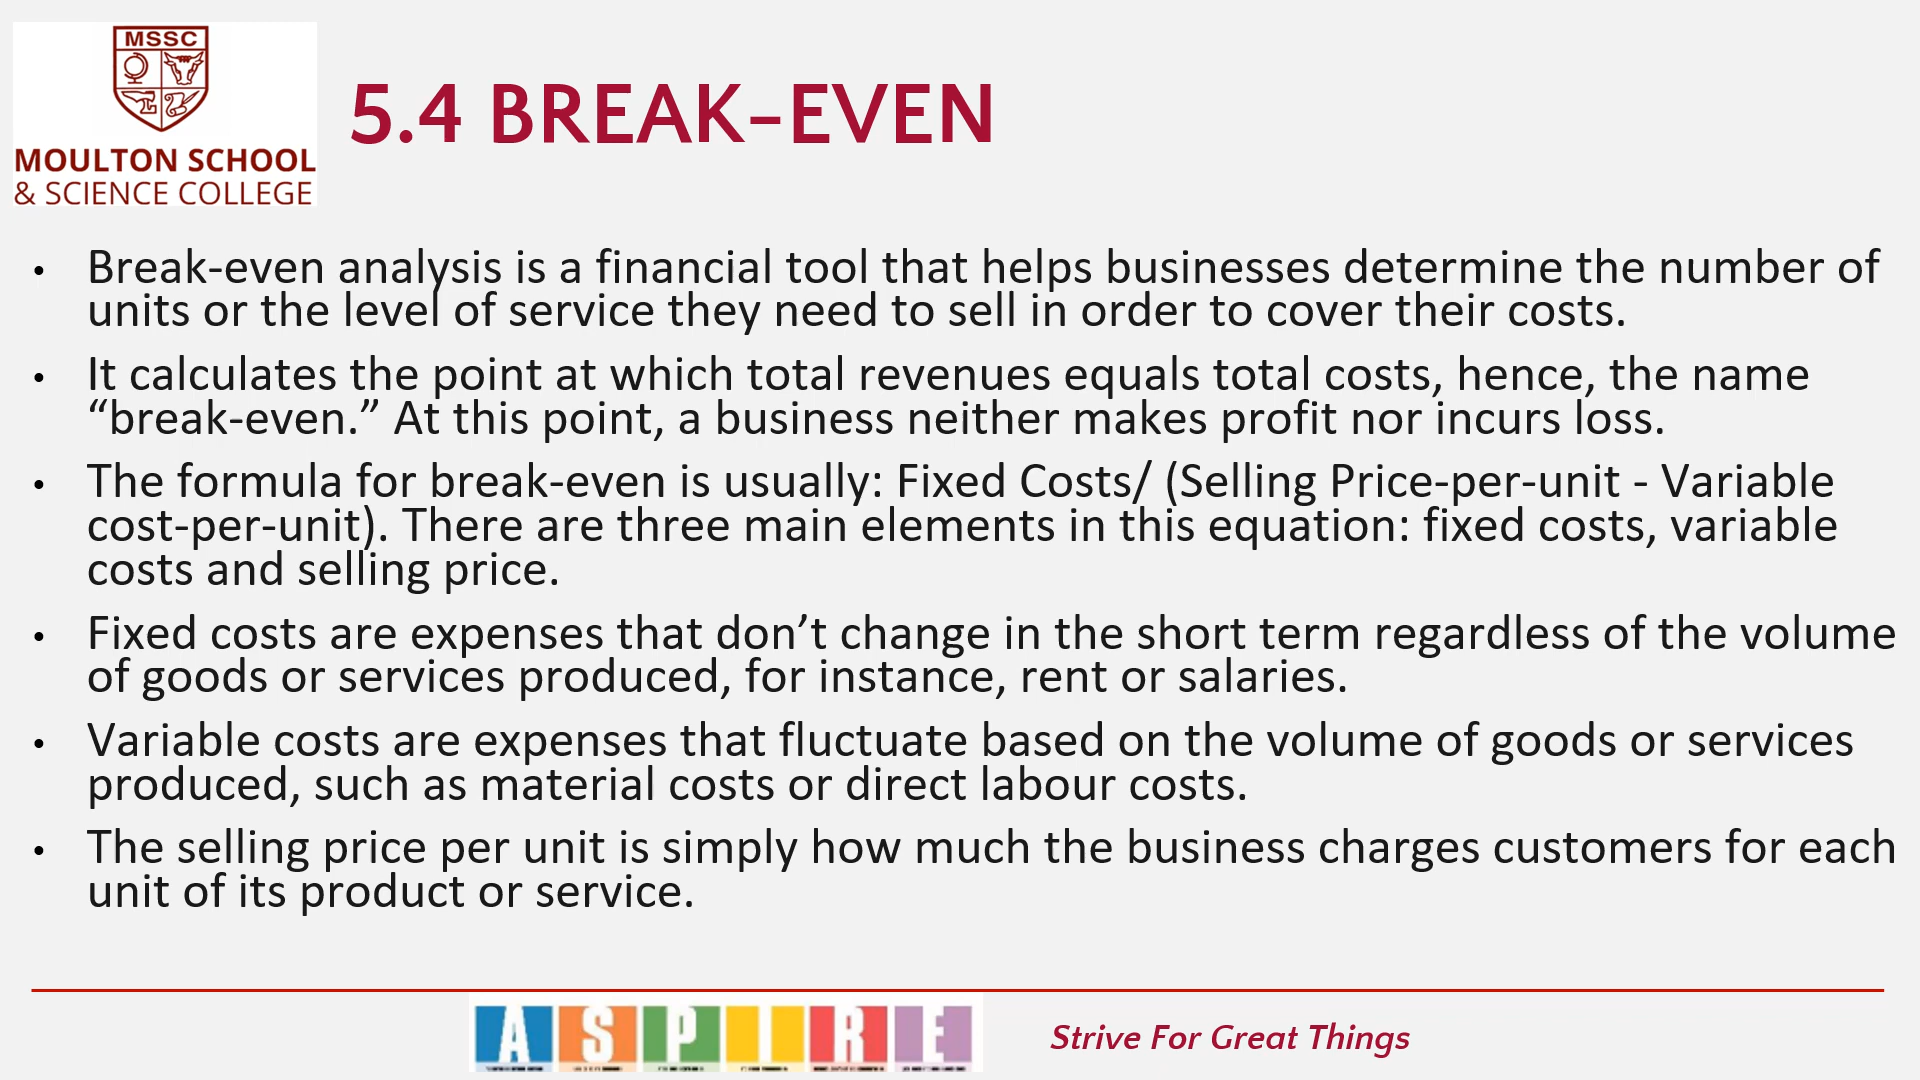 MSSC
MOULTON SCHOOL
& SCIENCE COLLEGE
5.4 BREAK-EVEN
• Break-even analysis is a financial tool that helps businesses determine the number of
units or the level of service they need to sell in order to cover their costs.
• It calculates the point at which total revenues equals total costs, hence, the name
“break-even.” At this point, a business neither makes profit nor incurs loss.
• The formula for break-even is usually: Fixed Costs/ (Selling Price-per-unit - Variable
cost-per-unit). There are three main elements in this equation: fixed costs, variable
costs and selling price.
• Fixed costs are expenses that don’t change in the short term regardless of the volume
of goods or services produced, for instance, rent or salaries.
• Variable costs are expenses that fluctuate based on the volume of goods or services
produced, such as material costs or direct labour costs.
• The selling price per unit is simply how much the business charges customers for each
unit of its product or service.
ASPIRE
Strive For Great Things